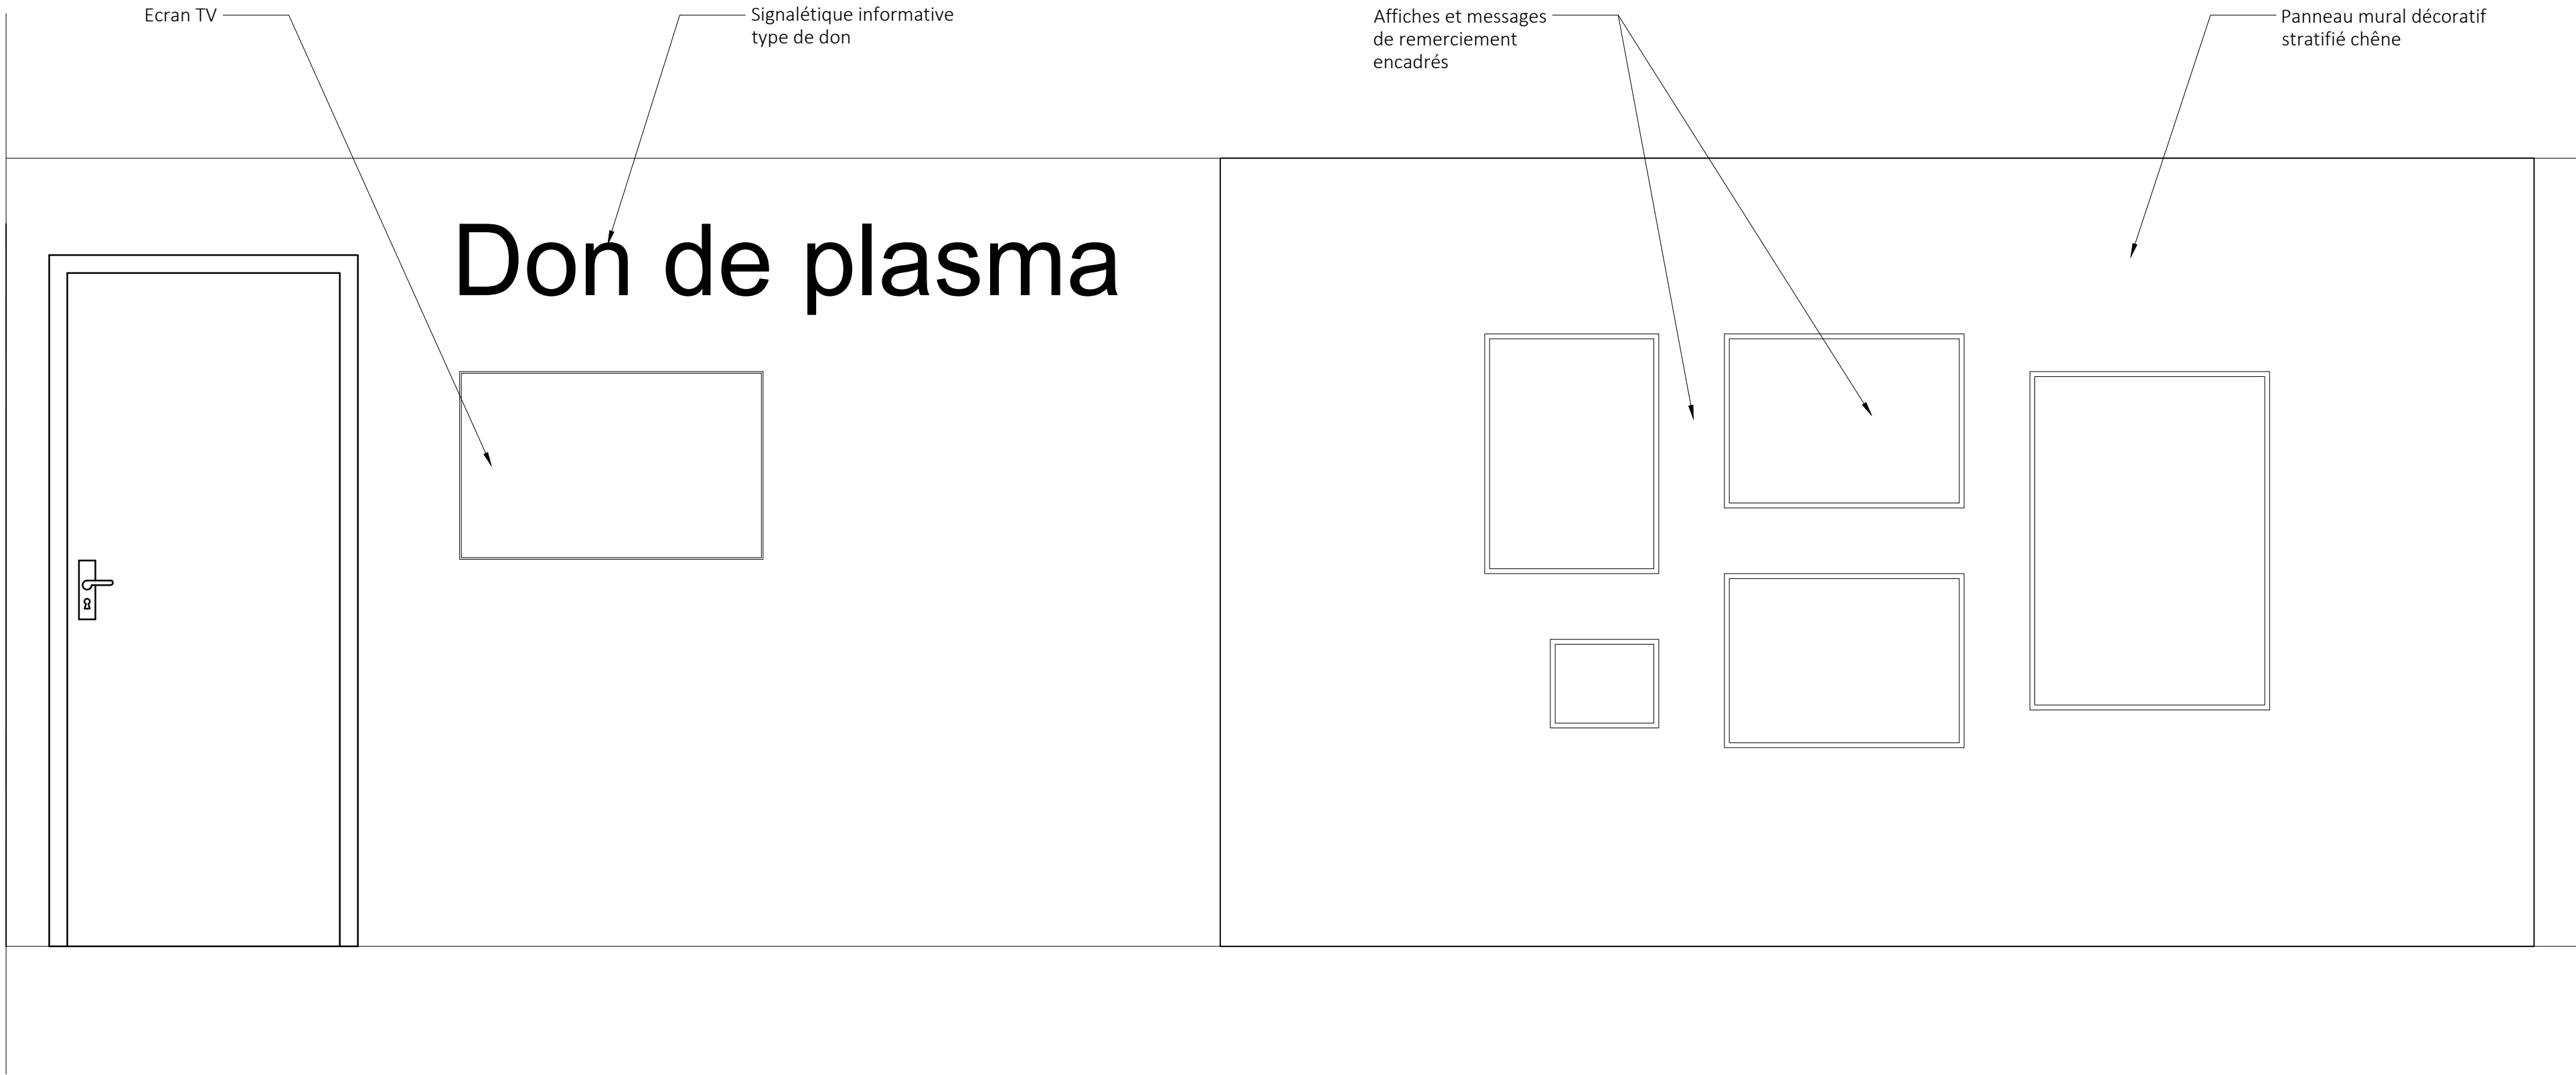 Ecran TV
Signalétique informative
type de don
Affiches et messages
de remerciement
encadrés
Panneau mural décoratif
stratifié chêne
Don de plasma